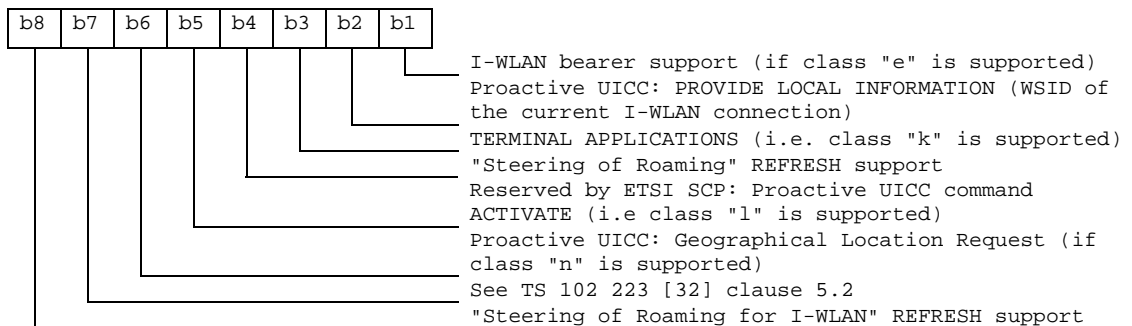 b8 b7 b6 b5 b4 b3 b2 b1
I-WLAN bearer support (if class "e" is supported)
Proactive UICC: PROVIDE LOCAL INFORMATION (WSID of
the current I-WLAN connection)
TERMINAL APPLICATIONS (i.e. class "k" is supported)
"Steering of Roaming" REFRESH support
Reserved by ETSI SCP: Proactive UICC command
ACTIVATE (i.e class "l" is supported)
Proactive UICC: Geographical Location Request (if
class "n" is supported)
See TS 102 223 [32] clause 5.2
"Steering of Roaming for I-WLAN" REFRESH support